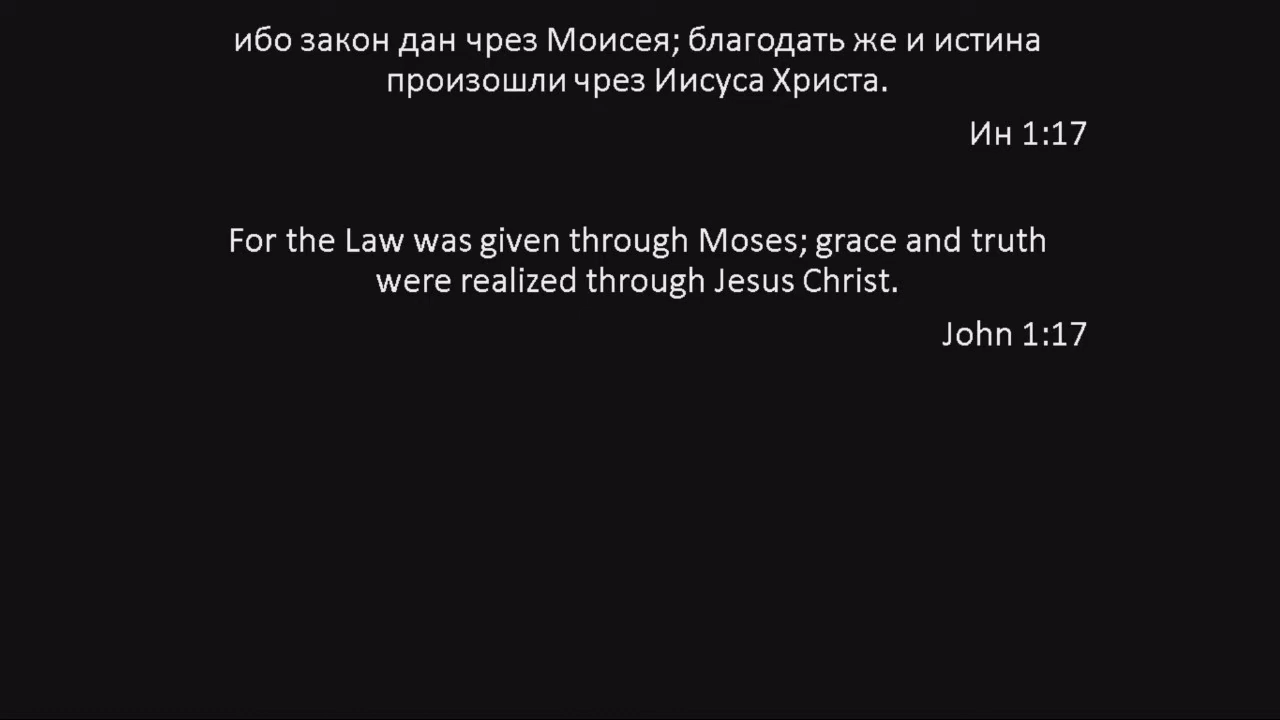 ибо закон дан чрез Моисея; благодать же и истина
произошли чрез Иисуса Христа.
Ин 1:17
For the Law was given through Moses; grace and truth
were realized through Jesus Christ.
John 1:17